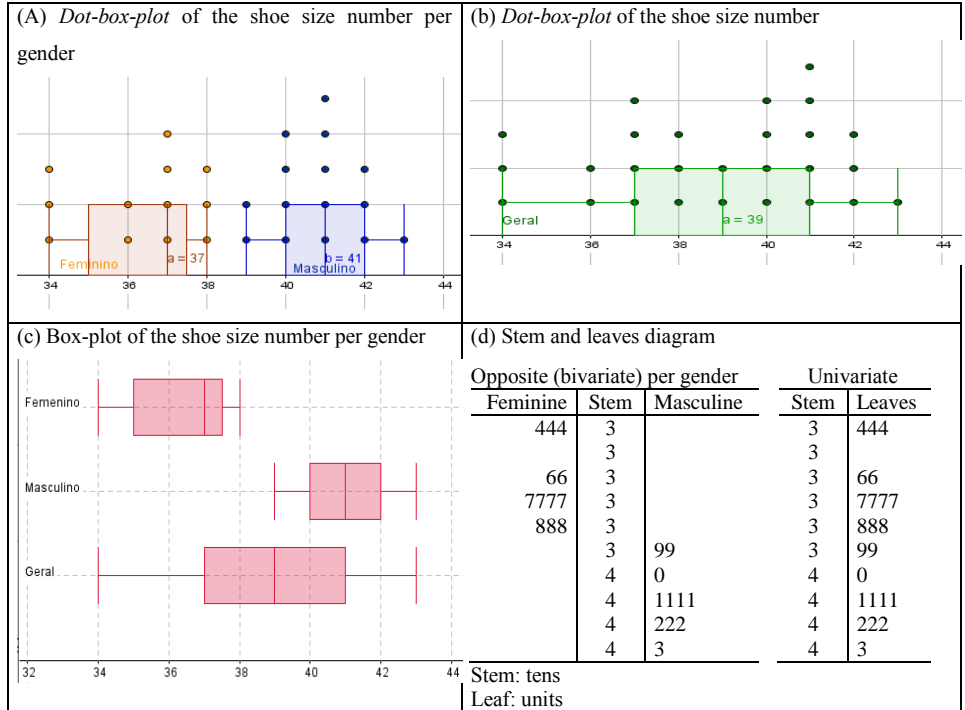 (A) Dot-box-plot of the shoe size number per
gender
34 36 38 40 42 44
Feminino
a = 37
Masculino
b = 41
(b) Dot-box-plot of the shoe size number
Geral
a = 39
34 36 38 40 42 44
(c) Box-plot of the shoe size number per gender
Femenino
Masculino
Geral
32 34 36 38 40 42 44
(d) Stem and leaves diagram
Opposite (bivariate) per gender
Feminine Stem Masculine
444 3
3
66 3
7777 3
888 3
3 99
4 0
4 1111
4 222
4 3
Univariate
Stem Leaves
3 444
3
3 66
3 7777
3 888
3 99
4 0
4 1111
4 222
4 3
Stem: tens
Leaf: units